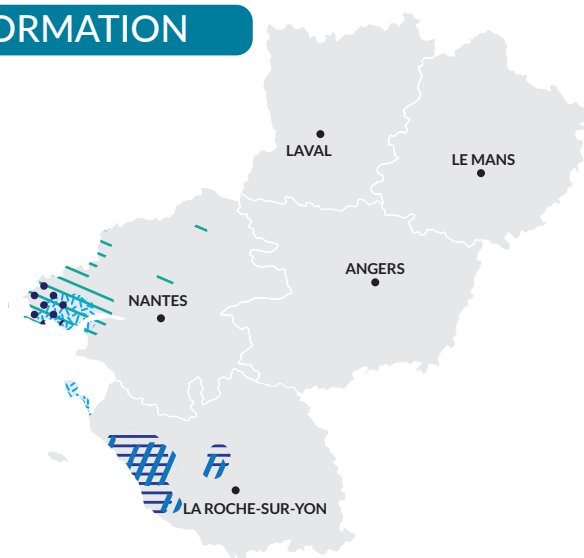 ORMATION
LAVAL
LE MANS
ANGERS
NANTES
LA ROCHE-SUR-YON